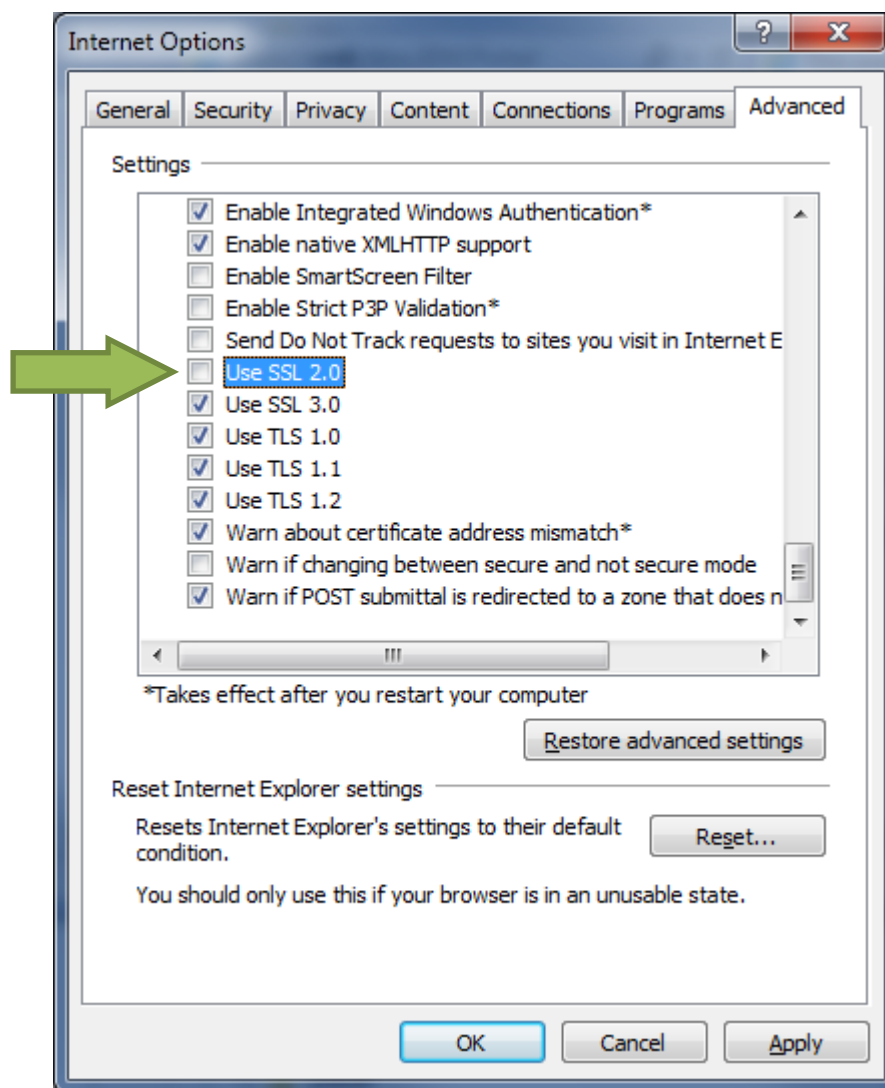 Internet Options
?
X
General Security Privacy Content Connections Programs Advanced
Settings
Enable Integrated Windows Authentication*
Enable native XMLHTTP support
Enable SmartScreen Filter
Enable Strict P3P Validation*
Send Do Not Track requests to sites you visit in Internet E
Use SSL 2.0
Use SSL 3.0
Use TLS 1.0
Use TLS 1.1
Use TLS 1.2
Warn about certificate address mismatch*
Warn if changing between secure and not secure mode
Warn if POST submittal is redirected to a zone that does n
*Takes effect after you restart your computer
Restore advanced settings
Reset Internet Explorer settings
Resets Internet Explorer's settings to their default
condition.
Reset...
You should only use this if your browser is in an unusable state.
OK Cancel Apply